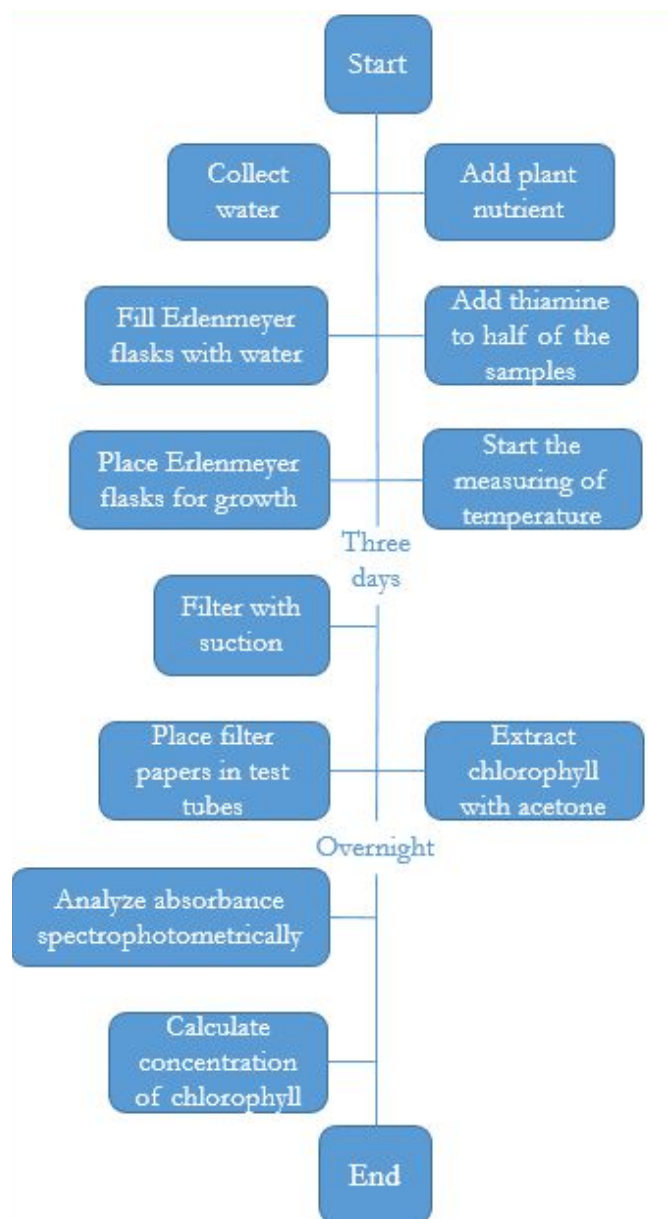 Start
Collect
water
Add plant
nutrient
Fill Erlenmeyer
flasks with water
Add thiamine
to half of the
samples
Place Erlenmeyer
flasks for growth
Start the
measuring of
temperature
Three
days
Filter with
suction
Place filter
papers in test
tubes
Extract
chlorophyll
with acetone
Overnight
Analyze absorbance
spectrophotometrically
Calculate
concentration
of chlorophyll
End